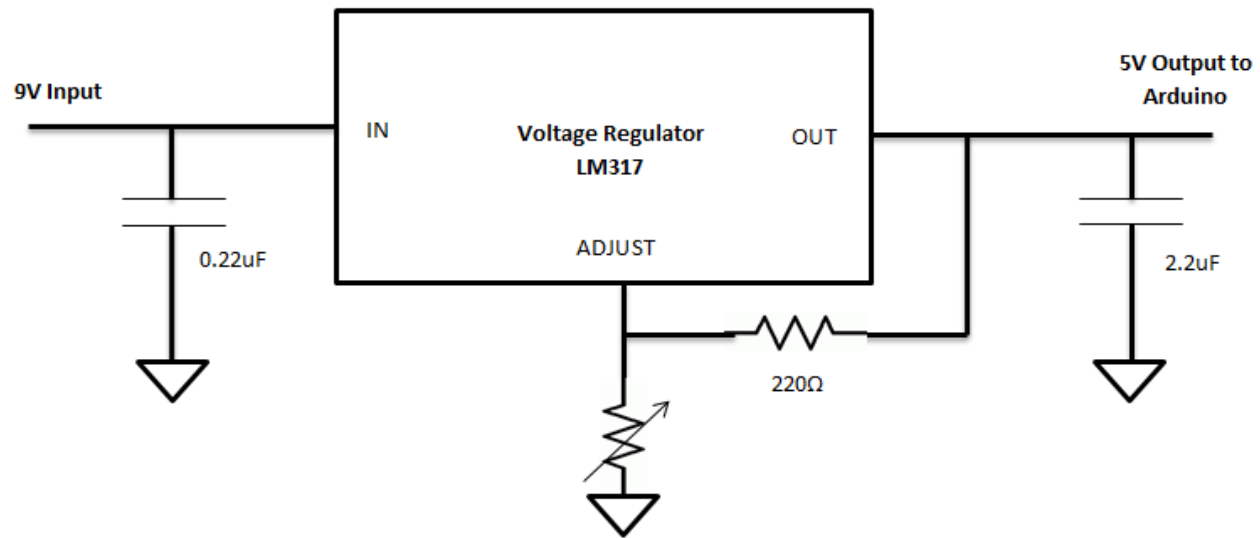 9V Input
5V Output to
Arduino
IN
Voltage Regulator
LM317
OUT
ADJUST
0.22uF
2.2uF
220Ω